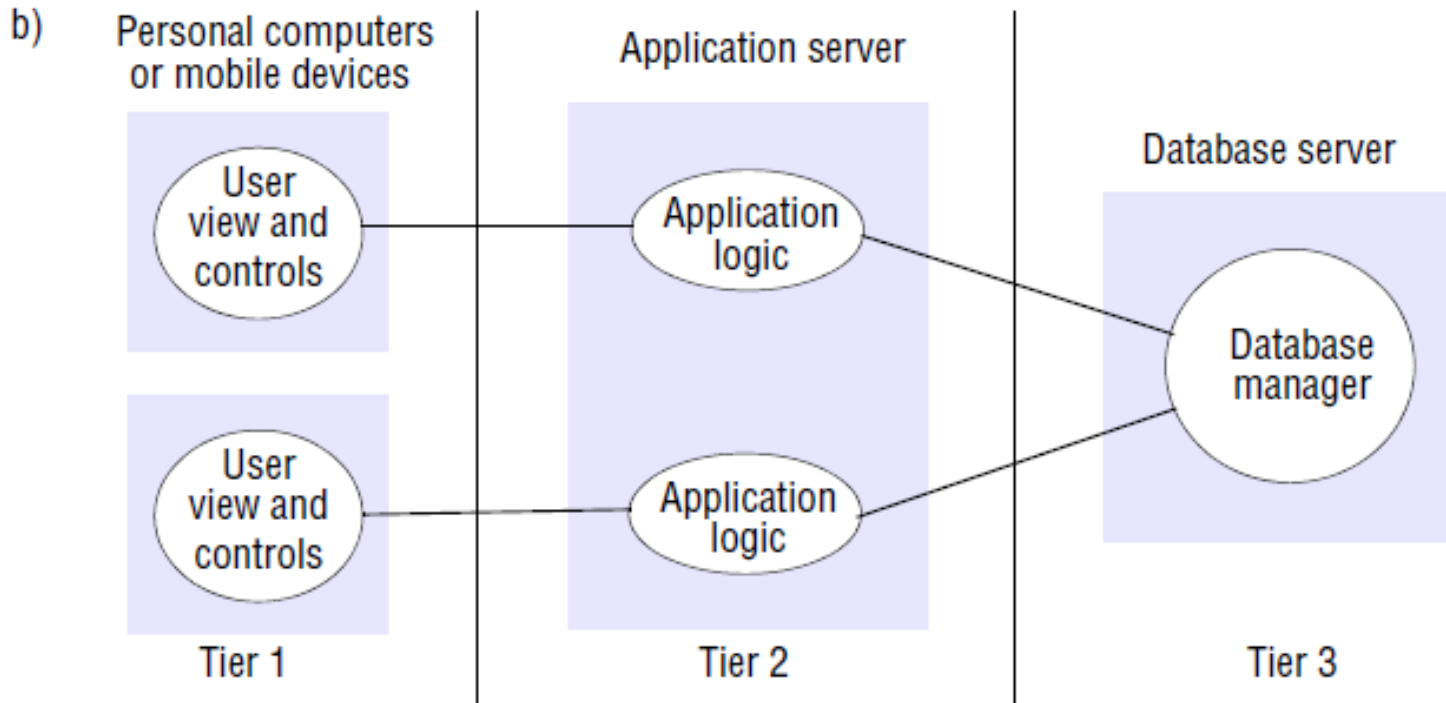 b)
Personal computers
or mobile devices
Application server
Database server
User
view and
controls
Application
logic
Database
manager
User
view and
controls
Application
logic
Tier 1
Tier 2
Tier 3